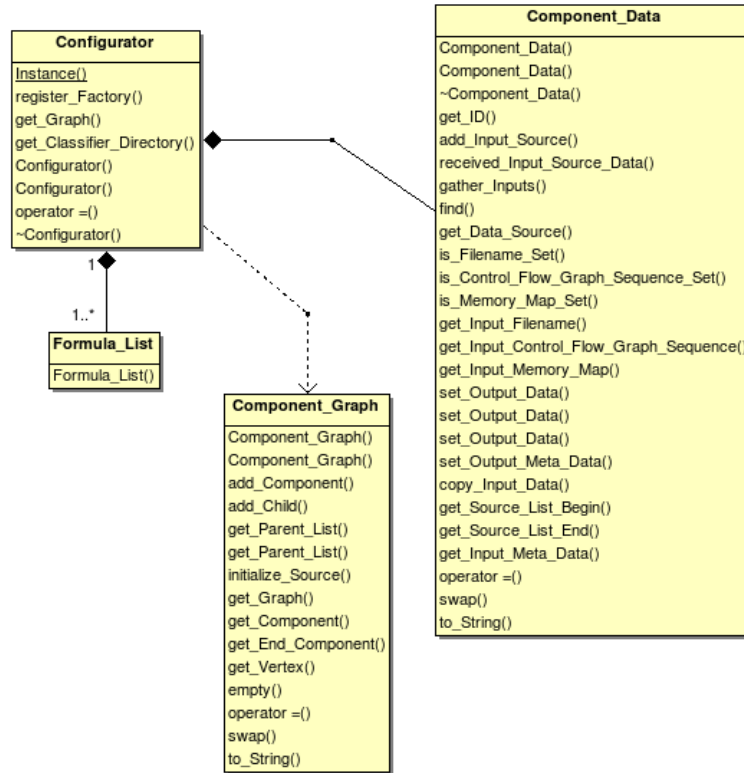 Configurator
Instance()
register_Factory()
get_Graph()
get_Classifier_Directory()
Configurator()
Configurator()
operator =()
~Configurator()
1
1..*
Formula_List
Formula_List()
Component_Graph
Component_Graph()
Component_Graph()
add_Component()
add_Child()
get_Parent_List()
get_Parent_List()
initialize_Source()
get_Graph()
get_Component()
get_End_Component()
get_Vertex()
empty()
operator =()
swap()
to_String()
Component_Data
Component_Data()
Component_Data()
~Component_Data()
get_ID()
add_Input_Source()
received_Input_Source_Data()
gather_Inputs()
find()
get_Data_Source()
is_Filename_Set()
is_Control_Flow_Graph_Sequence_Set()
is_Memory_Map_Set()
get_Input_Filename()
get_Input_Control_Flow_Graph_Sequence()
get_Input_Memory_Map()
set_Output_Data()
set_Output_Data()
set_Output_Data()
set_Output_Meta_Data()
copy_Input_Data()
get_Source_List_Begin()
get_Source_List_End()
get_Input_Meta_Data()
operator =()
swap()
to_String()